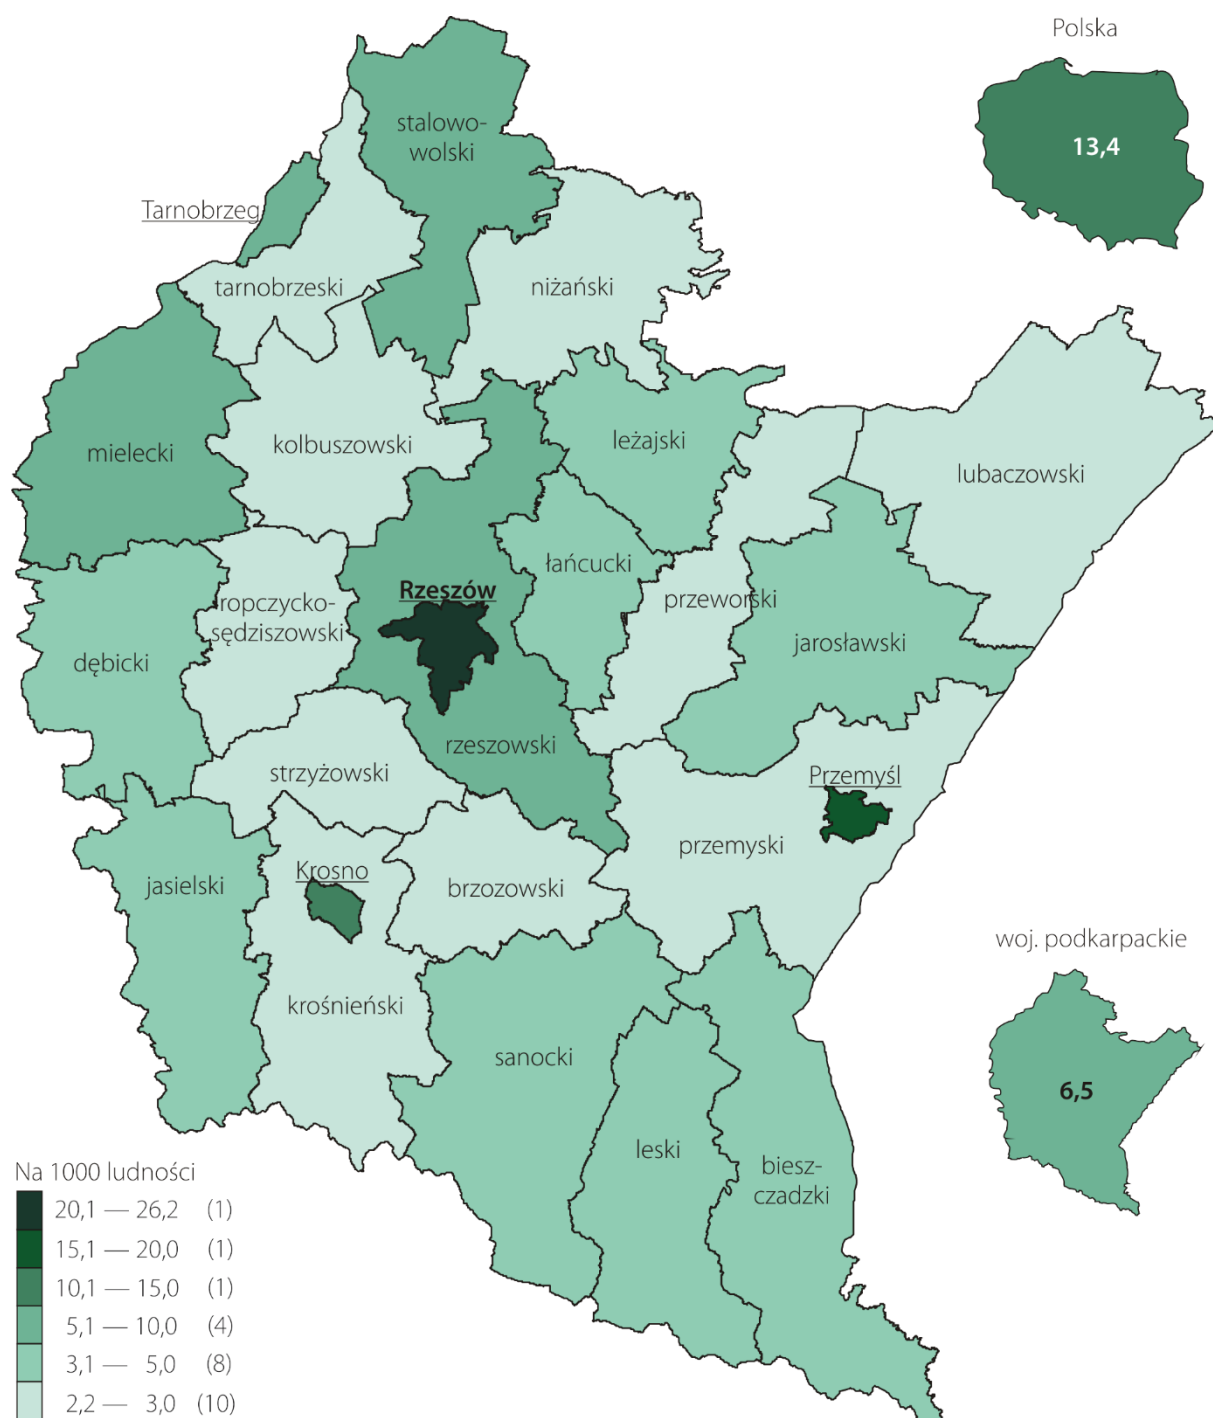 Polska
13,4
stalowo-
wolski
Tarnobrzeg
tarnobrzeski
niżański
mielecki
kolbuszowski
leżajski
lubaczowski
łańcucki
Rzeszów
ropczycko-
sędziszowski
przeworski
jarosławski
dębicki
rzeszowski
strzyżowski
Przemyśl
przemyski
Krosno
jasielski
brzozowski
woj. podkarpackie
6,5
krośnieński
sanocki
leski
biesz-
czadzki
Na 1000 ludności
20,1 — 26,2 (1)
15,1 — 20,0 (1)
10,1 — 15,0 (1)
5,1 — 10,0 (4)
3,1 — 5,0 (8)
2,2 — 3,0 (10)